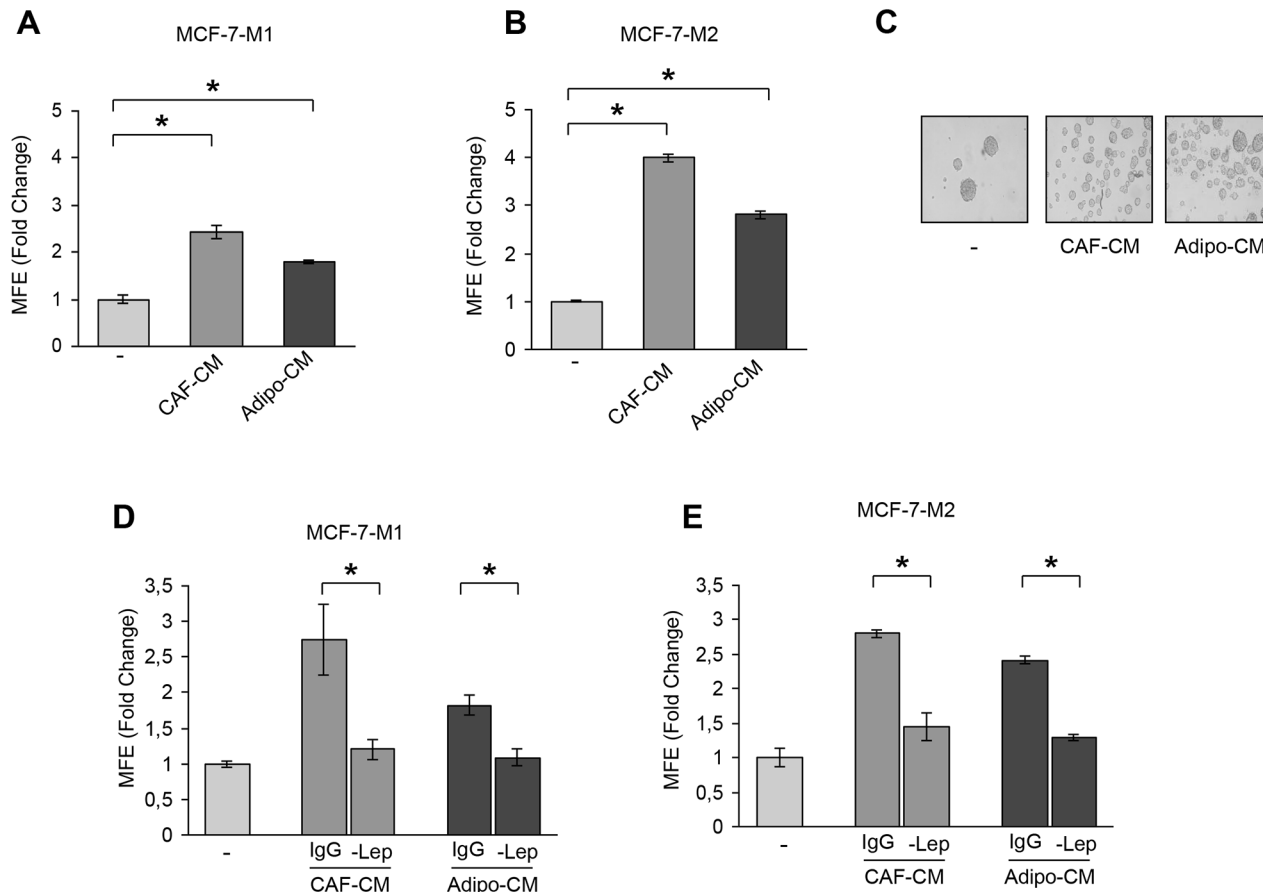 A
MCF-7-M1
*
*
MFE (Fold Change)
5
4
3
2
1
0
-
CAF-CM
Adipo-CM
B
MCF-7-M2
*
*
MFE (Fold Change)
5
4
3
2
1
0
-
CAF-CM
Adipo-CM
C
- CAF-CM Adipo-CM
D
MCF-7-M1
* *
MFE (Fold Change)
3,5
3
2,5
2
1,5
1
0,5
0
- IgG -Lep IgG -Lep
CAF-CM Adipo-CM
E
MCF-7-M2
* *
MFE (Fold Change)
3,5
3
2,5
2
1,5
1
0,5
0
- IgG -Lep IgG -Lep
CAF-CM Adipo-CM